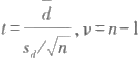 t = d̅ / (s_d/√n) , ν = n − 1